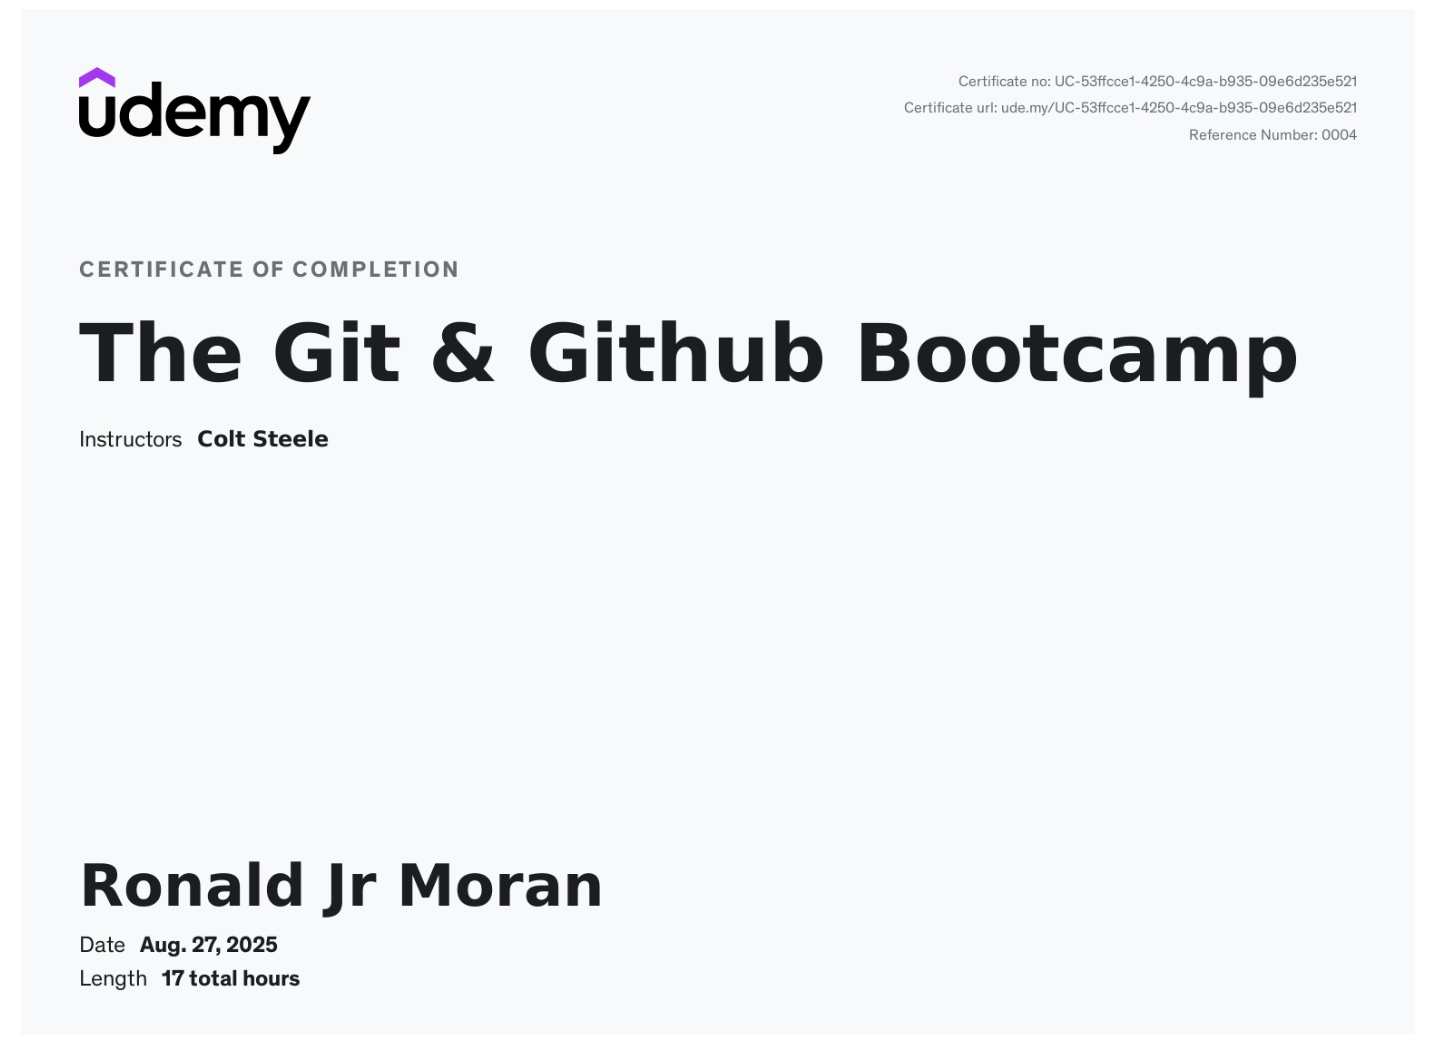 udemy
Certificate no: UC-53ffcce1-4250-4c9a-b935-09e6d235e521
Certificate url: ude.my/UC-53ffcce1-4250-4c9a-b935-09e6d235e521
Reference Number: 0004
CERTIFICATE OF COMPLETION
The Git & Github Bootcamp
Instructors Colt Steele
Ronald Jr Moran
Date Aug. 27, 2025
Length 17 total hours